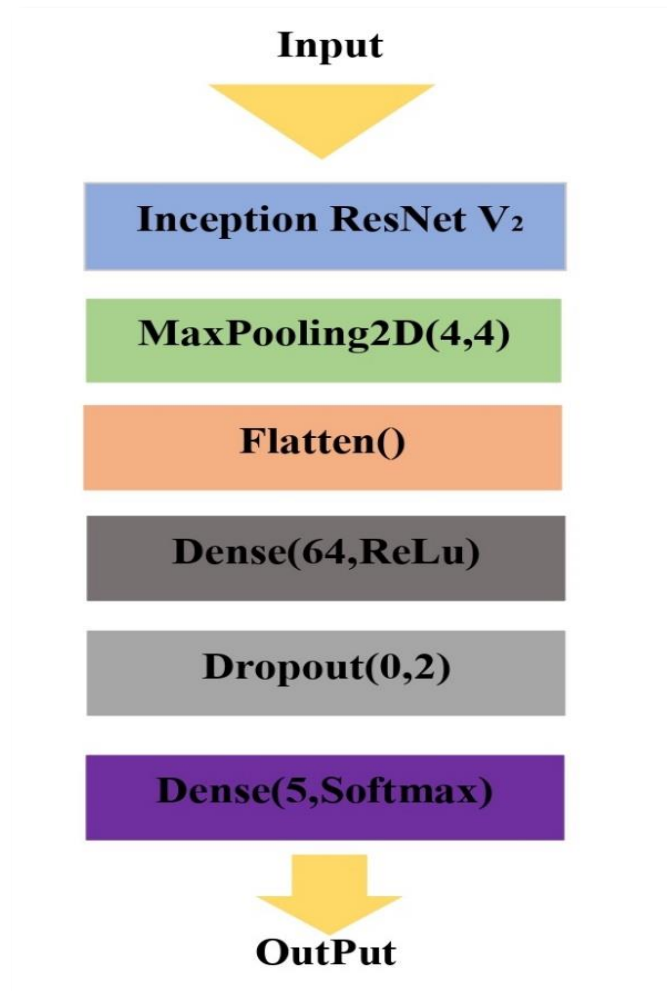 Input
Inception ResNet V₂
MaxPooling2D(4,4)
Flatten()
Dense(64,ReLu)
Dropout(0,2)
Dense(5,Softmax)
OutPut